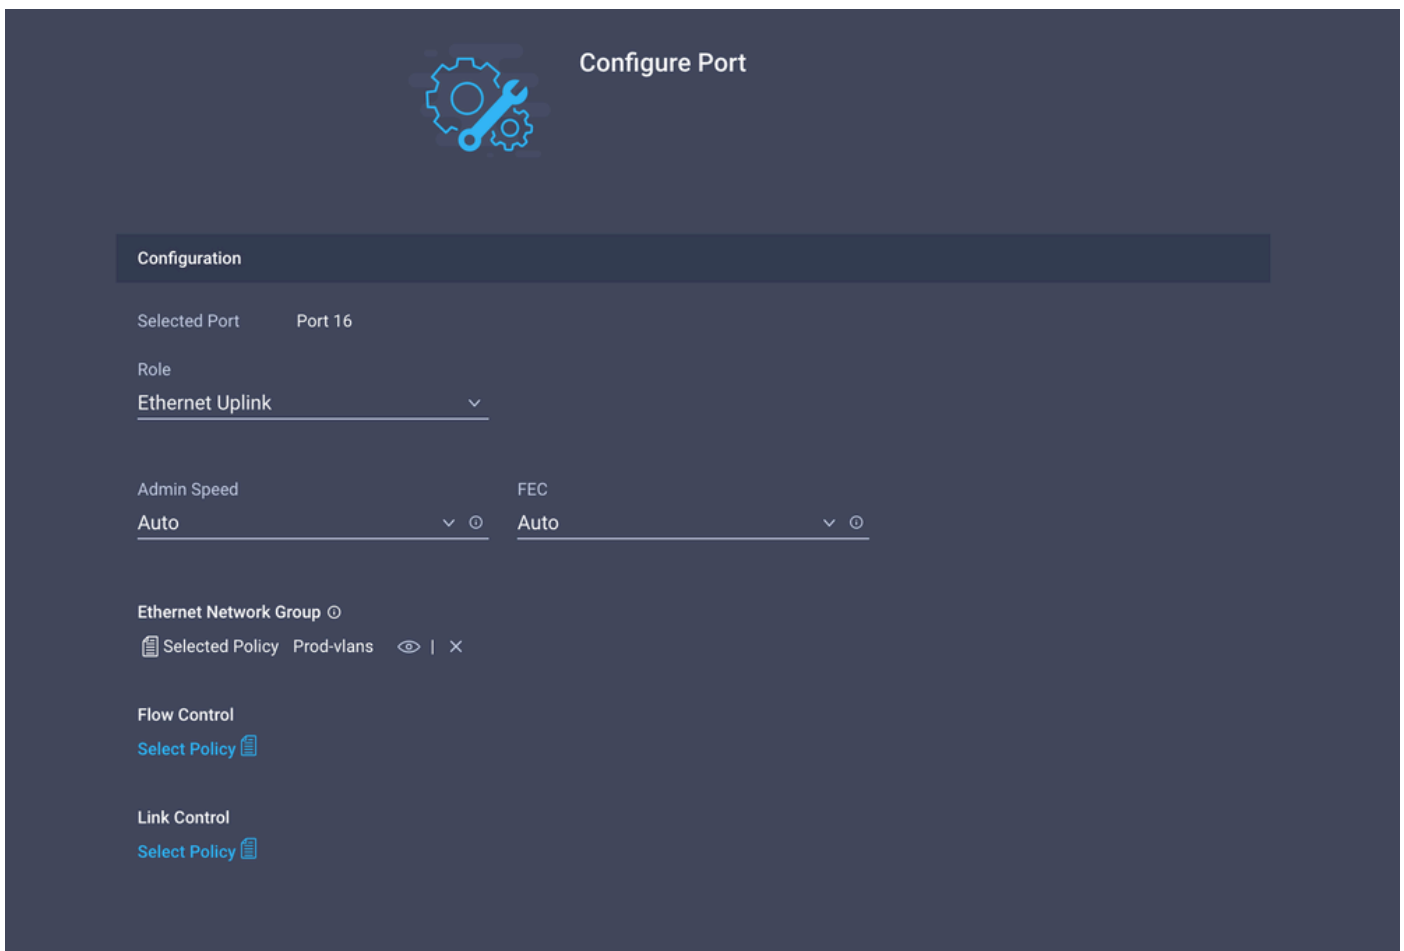 Configure Port
Configuration
Selected Port Port 16
Role
Ethernet Uplink
Admin Speed FEC
Auto Auto
Ethernet Network Group
Selected Policy Prod-vlans |
Flow Control
Select Policy
Link Control
Select Policy